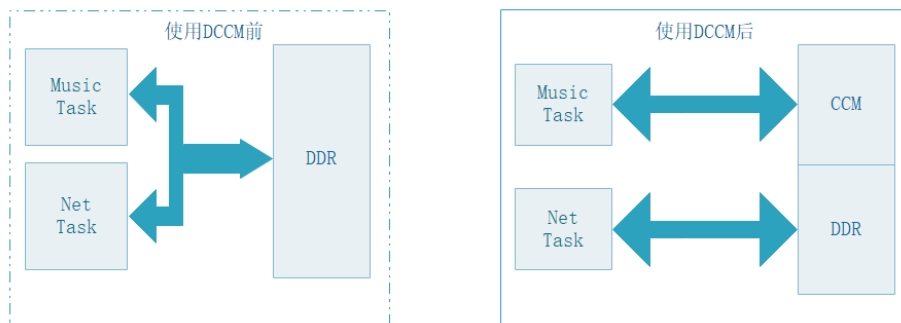 使用DCCM前
Music
Task
Net
Task
DDR
使用DCCM后
Music
Task
Net
Task
CCM
DDR